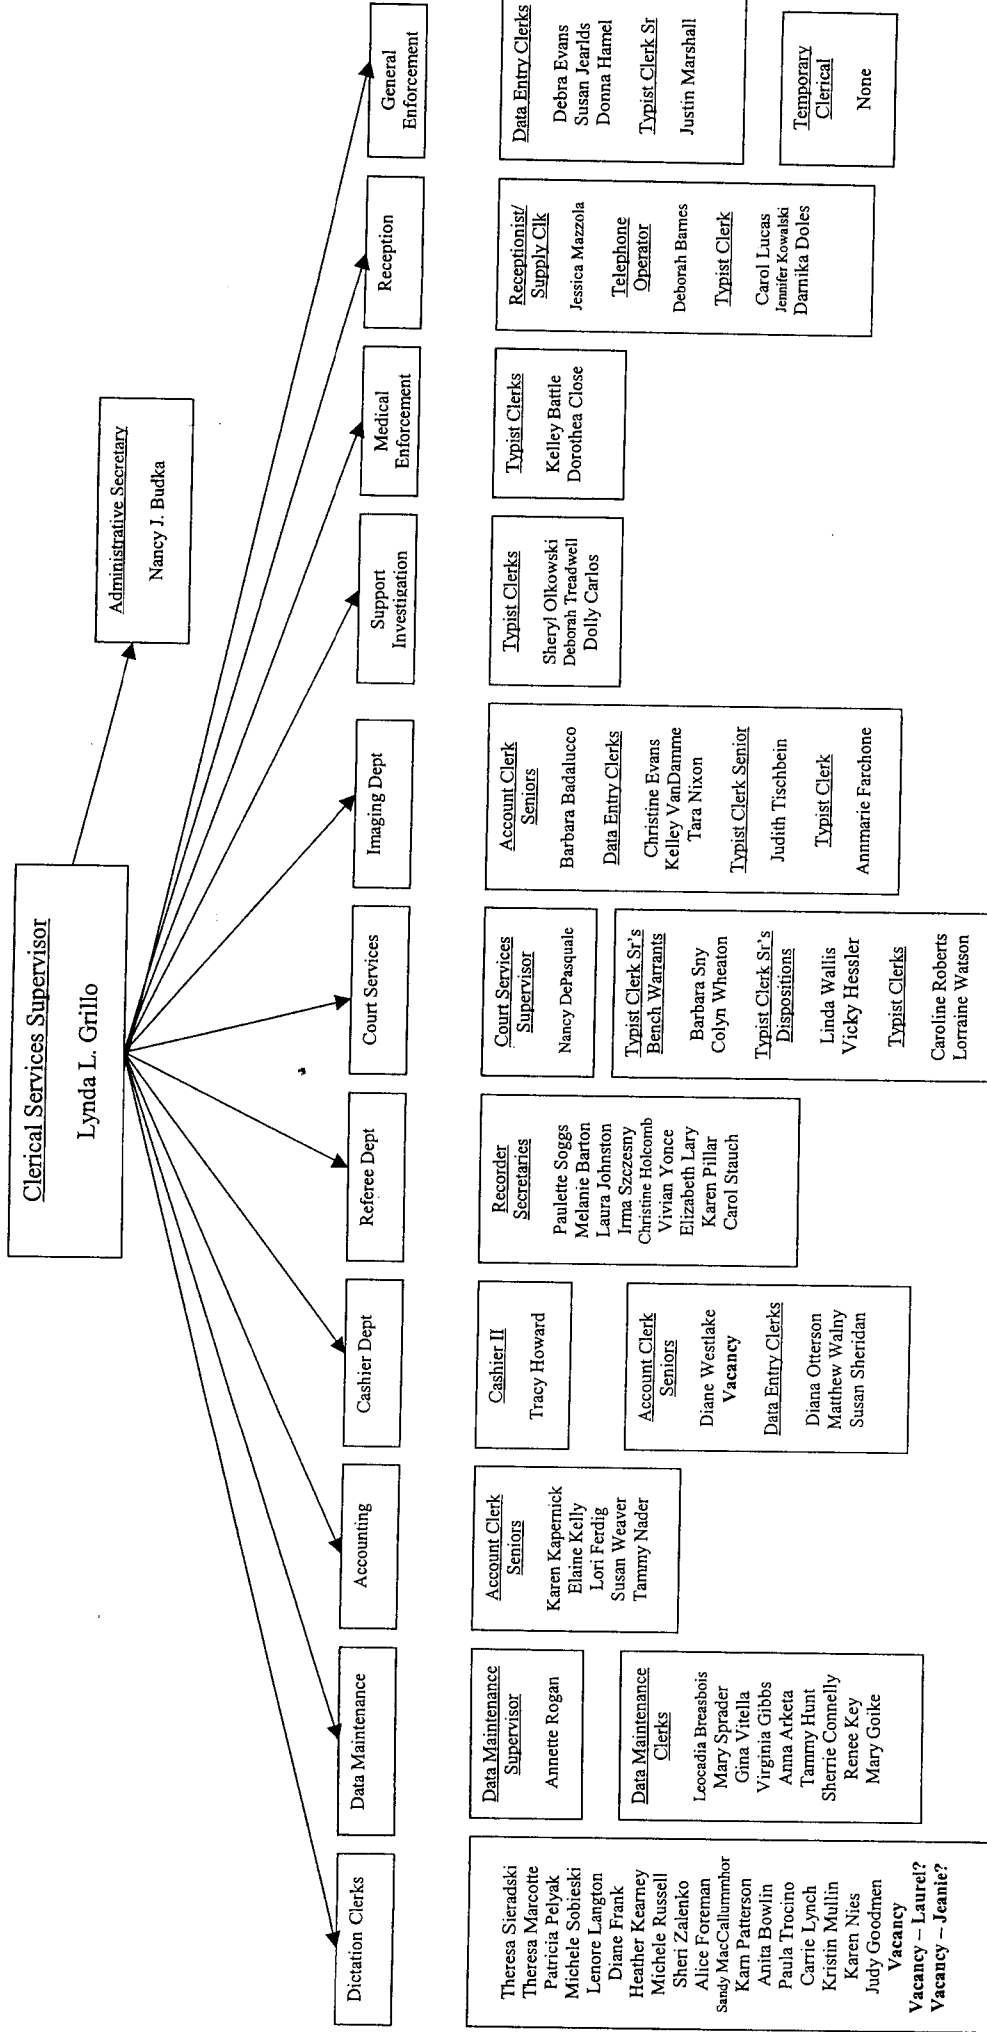 Clerical Services Supervisor
Lynda L. Grillo
Administrative Secretary
Nancy J. Budka
Dictation Clerks
Theresa Sieradski
Theresa Marcotte
Patricia Pelyak
Michele Sobieski
Lenore Langton
Diane Frank
Heather Kearney
Michele Russell
Sheri Zalenko
Alice Foreman
Sandy MacCallummhor
Karn Patterson
Anita Bowlin
Paula Trocino
Carrie Lynch
Kristin Mullin
Karen Nies
Judy Goodmen
Vacancy
Vacancy – Laurel?
Vacancy – Jeanie?
Data Maintenance
Data Maintenance
Supervisor
Annette Rogan
Data Maintenance
Clerks
Leocadia Breasbois
Mary Sprader
Gina Vitella
Virginia Gibbs
Anna Arketa
Tammy Hunt
Sherrie Connelly
Renee Key
Mary Goike
Accounting
Account Clerk
Seniors
Karen Kapernick
Elaine Kelly
Lori Ferdig
Susan Weaver
Tammy Nader
Cashier Dept
Cashier II
Tracy Howard
Account Clerk
Seniors
Diane Westlake
Vacancy
Data Entry Clerks
Diana Otterson
Matthew Walny
Susan Sheridan
Referee Dept
Recorder
Secretaries
Paulette Soggs
Melanie Barton
Laura Johnston
Irma Szczesny
Christine Holcomb
Vivian Yonce
Elizabeth Lary
Karen Pillar
Carol Stauch
Court Services
Court Services
Supervisor
Nancy DePasquale
Typist Clerk Sr's
Bench Warrants
Barbara Sny
Colyn Wheaton
Typist Clerk Sr's
Dispositions
Linda Wallis
Vicky Hessler
Typist Clerks
Caroline Roberts
Lorraine Watson
Imaging Dept
Account Clerk
Seniors
Barbara Badalucco
Data Entry Clerks
Christine Evans
Kelley VanDamme
Tara Nixon
Typist Clerk Senior
Judith Tischbein
Typist Clerk
Annmarie Farchone
Support
Investigation
Typist Clerks
Sheryl Olkowski
Deborah Treadwell
Dolly Carlos
Medical
Enforcement
Typist Clerks
Kelley Battle
Dorothea Close
Reception
Receptionist/
Supply Clk
Jessica Mazzola
Telephone
Operator
Deborah Barnes
Typist Clerk
Carol Lucas
Jennifer Kowalski
Darnika Doles
General
Enforcement
Data Entry Clerks
Debra Evans
Susan Jearlds
Donna Hamel
Typist Clerk Sr
Justin Marshall
Temporary
Clerical
None